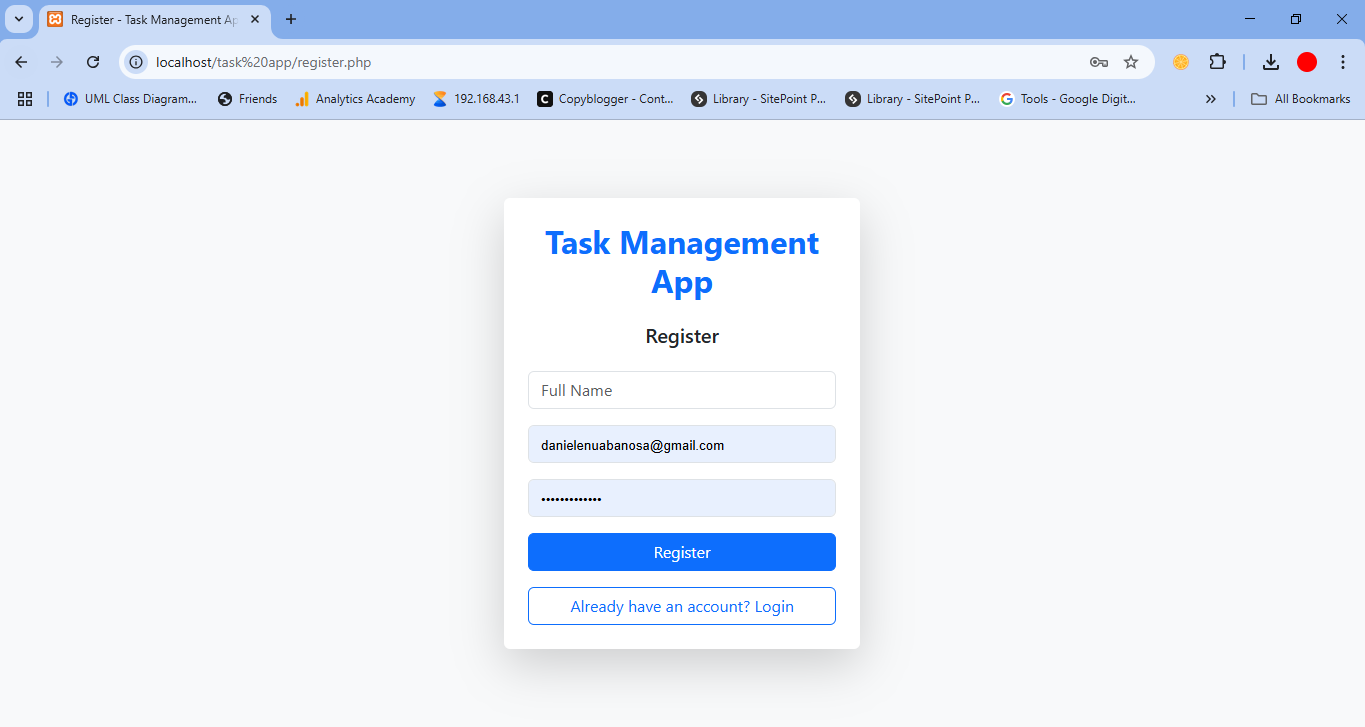 Register - Task Management Ap
localhost/task%20app/register.php
UML Class Diagram...
Friends
Analytics Academy
192.168.43.1
Copyblogger - Cont...
Library - SitePoint P...
Library - SitePoint P...
Tools - Google Digit...
All Bookmarks
Task Management
App
Register
Full Name
danielenuabanosa@gmail.com
•••••••••••••
Register
Already have an account? Login